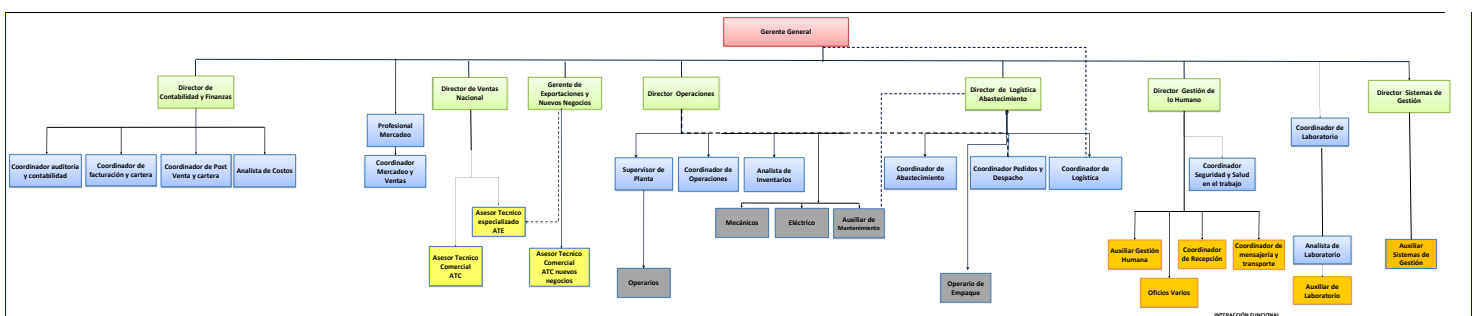 Gerente General
Director de
Contabilidad y Finanzas
Profesional
Mercadeo
Director de Ventas
Nacional
Gerente de
Exportaciones y
Nuevos Negocios
Director Operaciones
Director de Logística
Abastecimiento
Director Gestión de
lo Humano
Coordinador de
Laboratorio
Director Sistemas de
Gestión
Coordinador auditoria
y contabilidad
Coordinador de
facturación y cartera
Coordinador de Post
Venta y cartera
Analista de Costos
Coordinador
Mercadeo y
Ventas
Supervisor de
Planta
Coordinador de
Operaciones
Analista de
Inventarios
Coordinador de
Abastecimiento
Coordinador Pedidos y
Despacho
Coordinador de
Logística
Coordinador
Seguridad y Salud
en el trabajo
Asesor Tecnico
especializado
ATE
Mecánicos
Eléctrico
Auxiliar de
Mantenimiento
Asesor Tecnico
Comercial
ATC
Asesor Tecnico
Comercial
ATC nuevos
negocios
Operarios
Operario de
Empaque
Auxiliar Gestión
Humana
Coordinador
de Recepción
Coordinador de
mensajería y
transporte
Analista de
Laboratorio
Auxiliar
Sistemas de
Gestión
Oficios Varios
Auxiliar de
Laboratorio
INTERACCIÓN FUNCIONAL